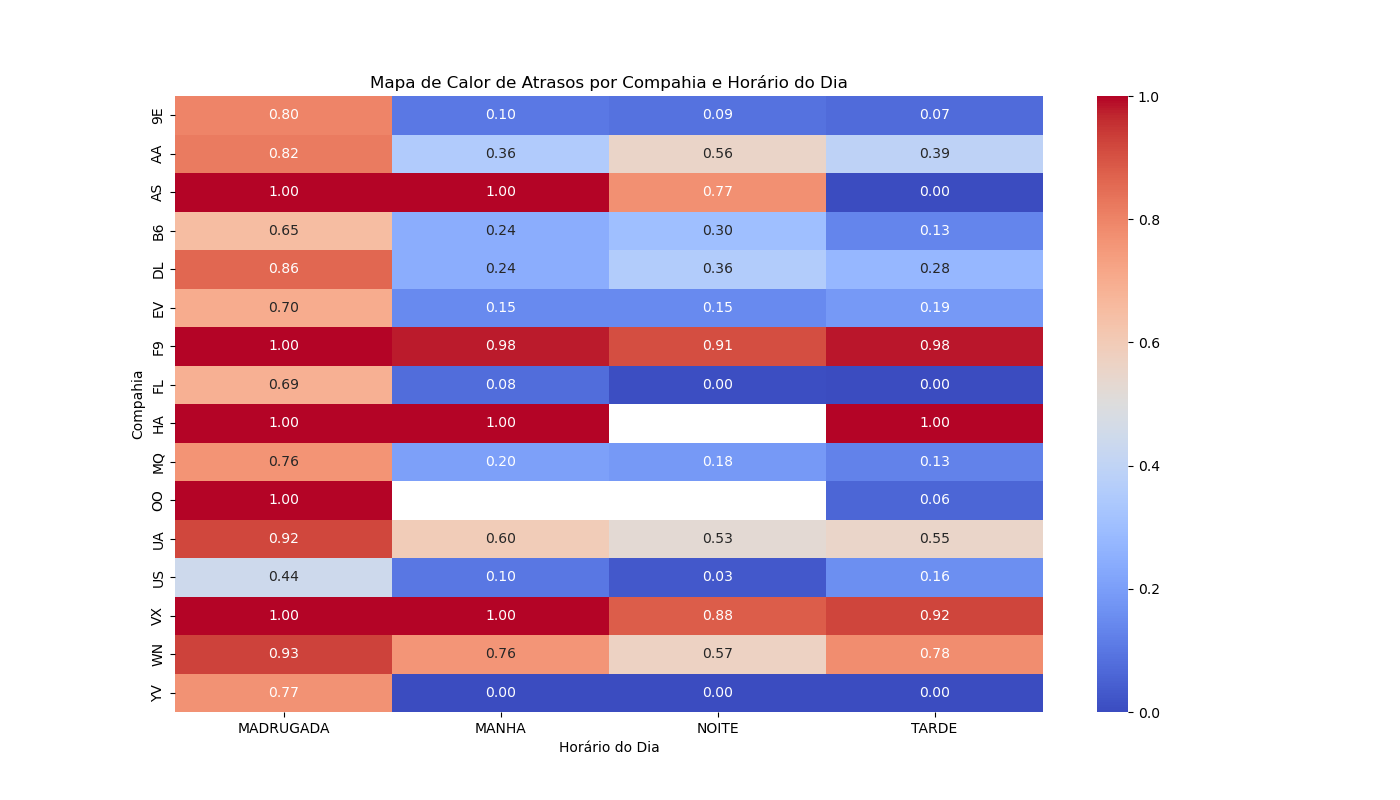 Mapa de Calor de Atrasos por Compahia e Horário do Dia
9E 0.80 0.10 0.09 0.07
AA 0.82 0.36 0.56 0.39
AS 1.00 1.00 0.77 0.00
B6 0.65 0.24 0.30 0.13
DL 0.86 0.24 0.36 0.28
EV 0.70 0.15 0.15 0.19
F9 1.00 0.98 0.91 0.98
FL 0.69 0.08 0.00 0.00
HA 1.00 1.00 1.00
MQ 0.76 0.20 0.18 0.13
OO 1.00 0.06
UA 0.92 0.60 0.53 0.55
US 0.44 0.10 0.03 0.16
VX 1.00 1.00 0.88 0.92
WN 0.93 0.76 0.57 0.78
YV 0.77 0.00 0.00 0.00
MADRUGADA MANHA NOITE TARDE
Horário do Dia
Compahia
1.0
0.8
0.6
0.4
0.2
0.0